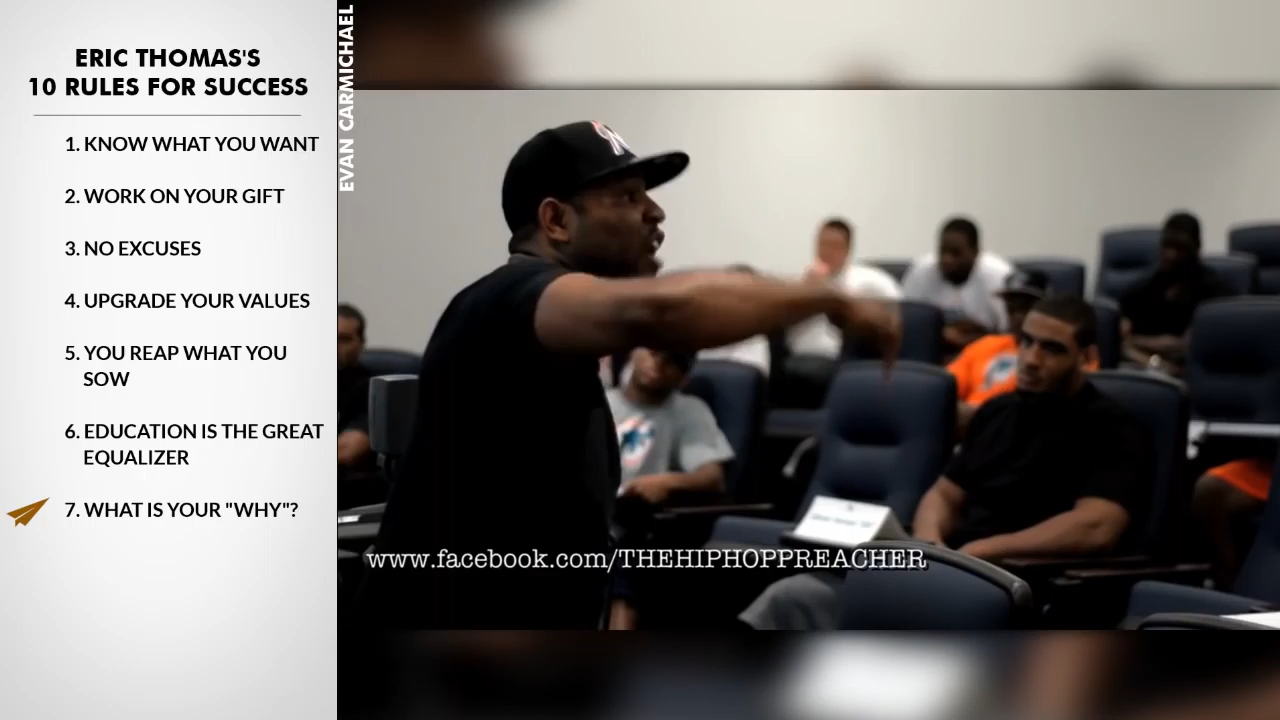 ERIC THOMAS'S
10 RULES FOR SUCCESS
1. KNOW WHAT YOU WANT
2. WORK ON YOUR GIFT
3. NO EXCUSES
4. UPGRADE YOUR VALUES
5. YOU REAP WHAT YOU
SOW
6. EDUCATION IS THE GREAT
EQUALIZER
7. WHAT IS YOUR "WHY"?
EVAN CARMICHAEL
www.facebook.com/THEHIPHOPPREACHER